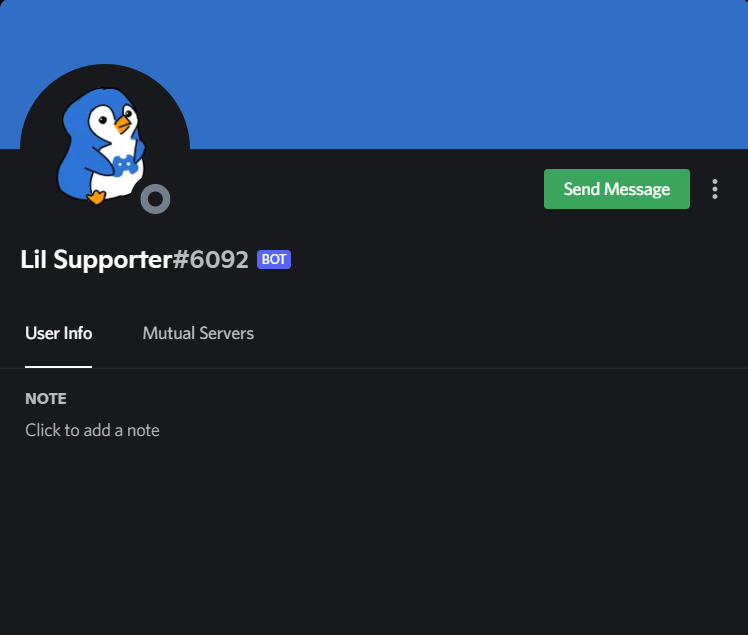 Send Message
Lil Supporter#6092 BOT
User Info Mutual Servers
NOTE
Click to add a note